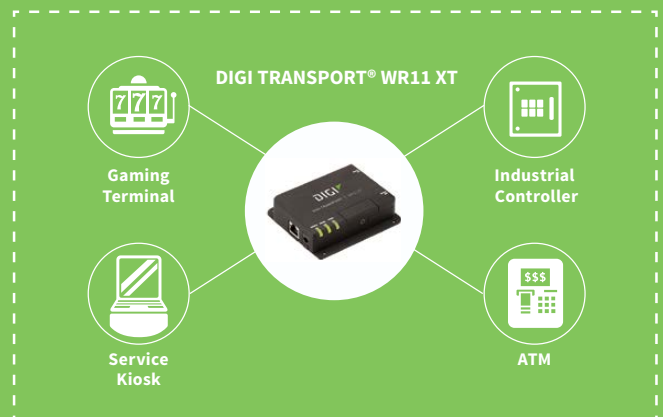 DIGI TRANSPORT® WR11 XT
777
Gaming
Terminal
Industrial
Controller
DIGI
$$$
Service
Kiosk
ATM